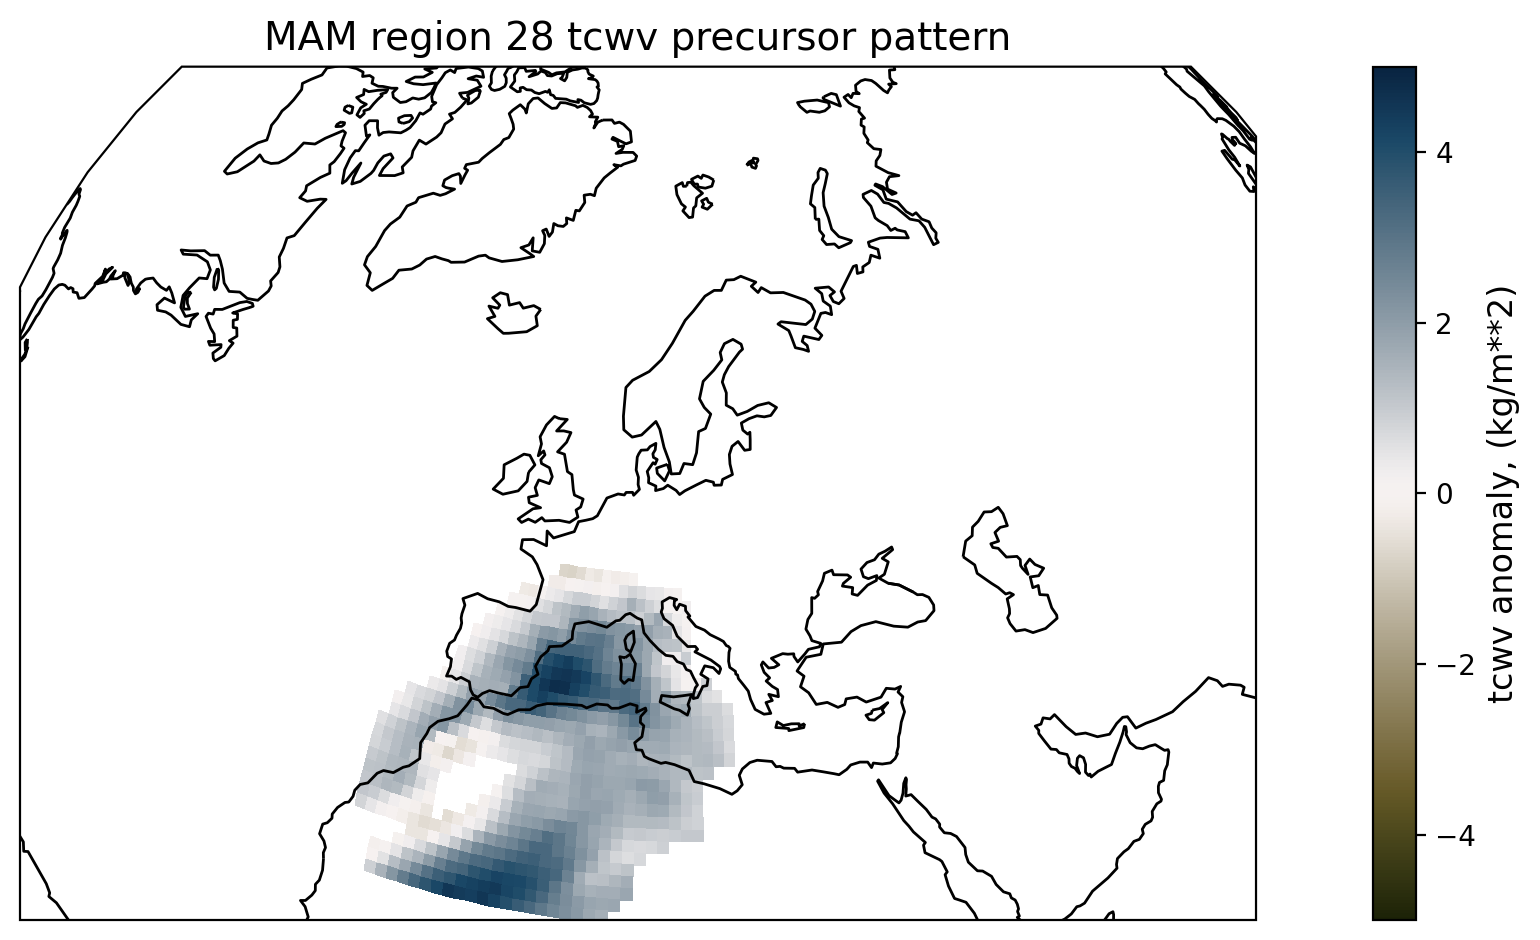 MAM region 28 tcwv precursor pattern
4
2
0
−2
−4
tcwv anomaly, (kg/m**2)